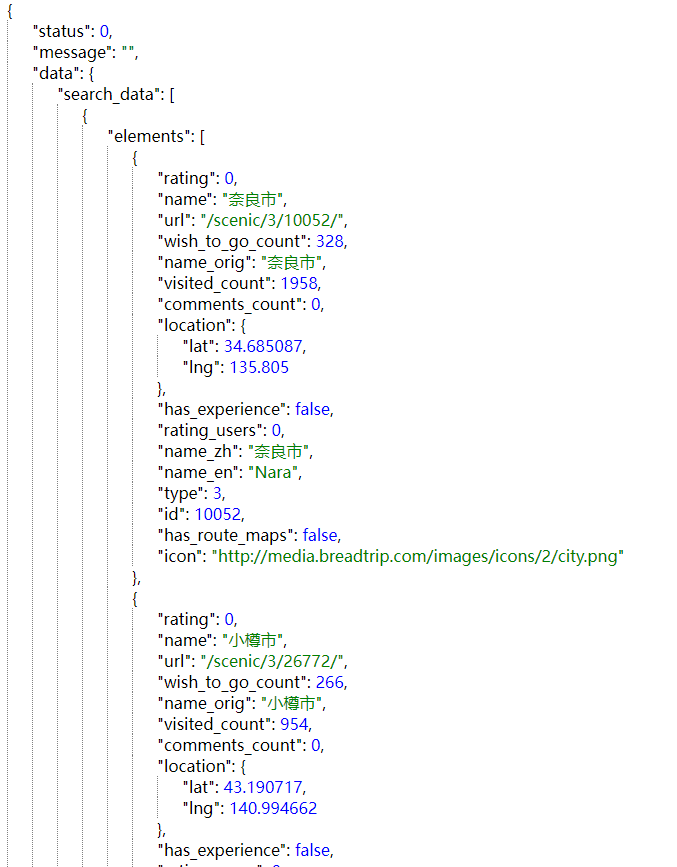 {
"status": 0,
"message": "",
"data": {
"search_data": [
{
"elements": [
{
"rating": 0,
"name": "奈良市",
"url": "/scenic/3/10052/",
"wish_to_go_count": 328,
"name_orig": "奈良市",
"visited_count": 1958,
"comments_count": 0,
"location": {
"lat": 34.685087,
"lng": 135.805
},
"has_experience": false,
"rating_users": 0,
"name_zh": "奈良市",
"name_en": "Nara",
"type": 3,
"id": 10052,
"has_route_maps": false,
"icon": "http://media.breadtrip.com/images/icons/2/city.png"
},
{
"rating": 0,
"name": "小樽市",
"url": "/scenic/3/26772/",
"wish_to_go_count": 266,
"name_orig": "小樽市",
"visited_count": 954,
"comments_count": 0,
"location": {
"lat": 43.190717,
"lng": 140.994662
},
"has_experience": false,